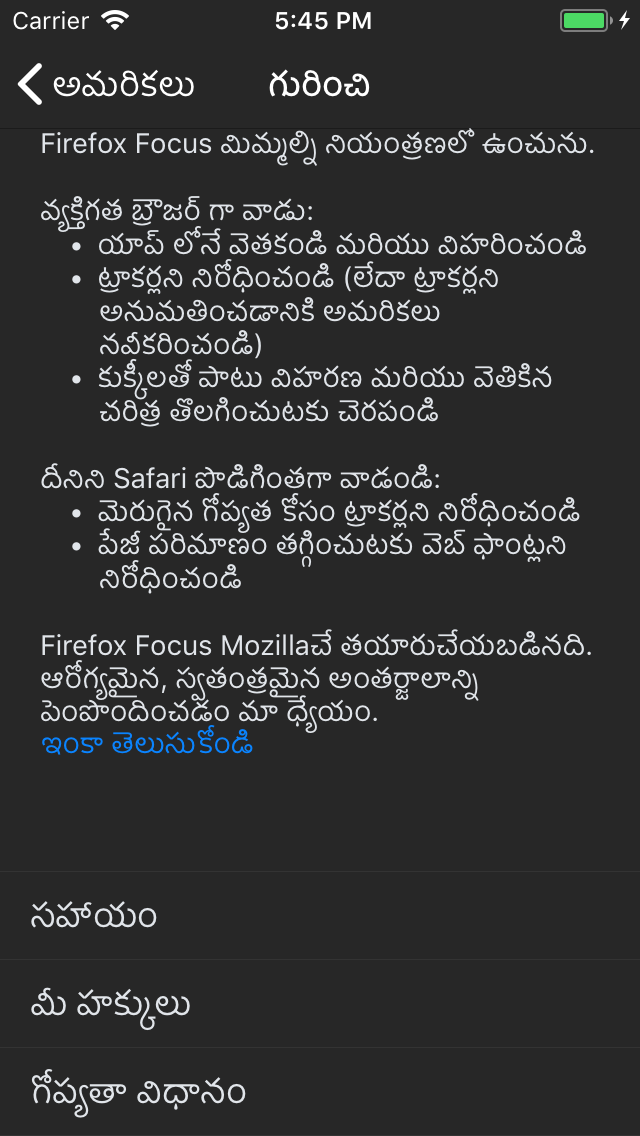 Carrier 5:45 PM
అమరికలు గురించి
Firefox Focus మిమ్మల్ని నియంత్రణలో ఉంచును.
వ్యక్తిగత బ్రౌజర్ గా వాడు:
• యాప్ లోనే వెతకండి మరియు విహరించండి
• ట్రాకర్లని నిరోధించండి (లేదా ట్రాకర్లని
అనుమతించడానికి అమరికలు
నవీకరించండి)
• కుక్కీలతో పాటు విహరణ మరియు వెతికిన
చరిత్ర తొలగించుటకు చెరపండి
దీనిని Safari పొడిగింతగా వాడండి:
• మెరుగైన గోప్యత కోసం ట్రాకర్లని నిరోధించండి
• పేజీ పరిమాణం తగ్గించుటకు వెబ్ ఫాంట్లని
నిరోధించండి
Firefox Focus Mozillaచే తయారుచేయబడినది.
ఆరోగ్యమైన, స్వతంత్రమైన అంతర్జాలాన్ని
పెంపొందించడం మా ధ్యేయం.
ఇంకా తెలుసుకోండి
సహాయం
మీ హక్కులు
గోప్యతా విధానం